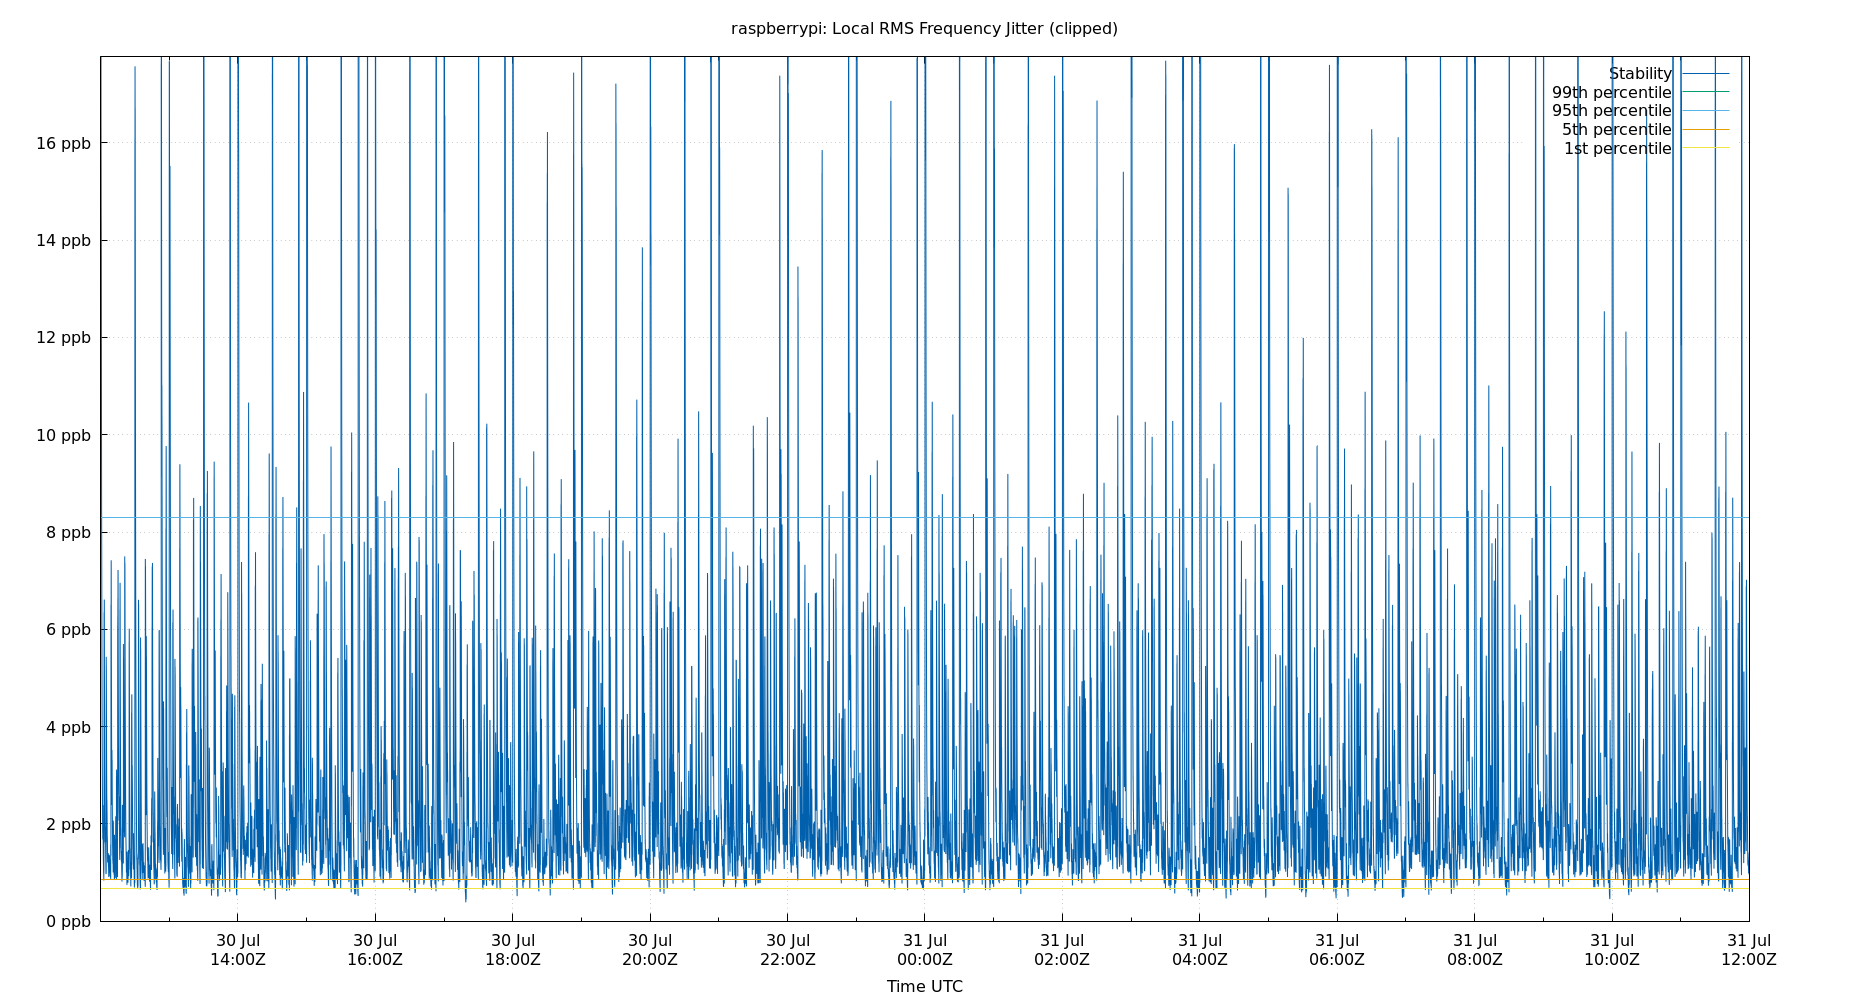 raspberrypi: Local RMS Frequency Jitter (clipped)
Stability
99th percentile
95th percentile
5th percentile
1st percentile
16 ppb
14 ppb
12 ppb
10 ppb
8 ppb
6 ppb
4 ppb
2 ppb
0 ppb
30 Jul 30 Jul 30 Jul 30 Jul 30 Jul 31 Jul 31 Jul 31 Jul 31 Jul 31 Jul 31 Jul 31 Jul
14:00Z 16:00Z 18:00Z 20:00Z 22:00Z 00:00Z 02:00Z 04:00Z 06:00Z 08:00Z 10:00Z 12:00Z
Time UTC